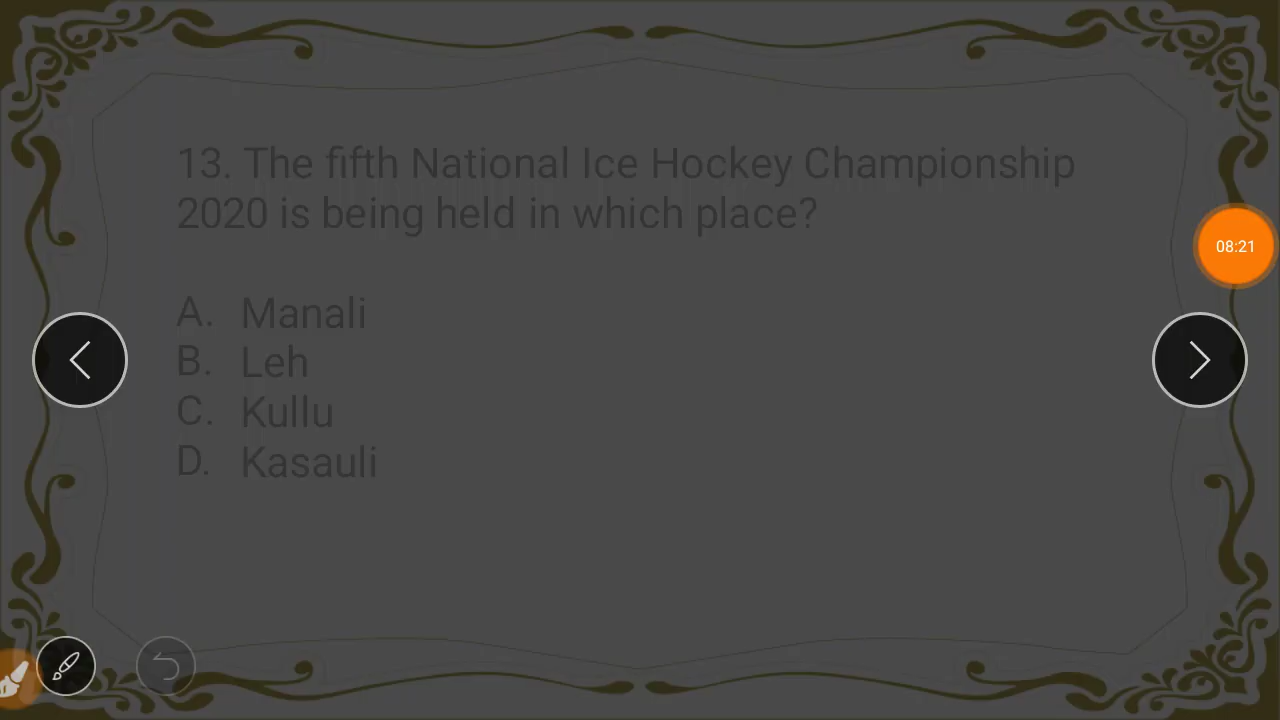 13. The fifth National Ice Hockey Championship
2020 is being held in which place?
A. Manali
B. Leh
C. Kullu
D. Kasauli
08:21